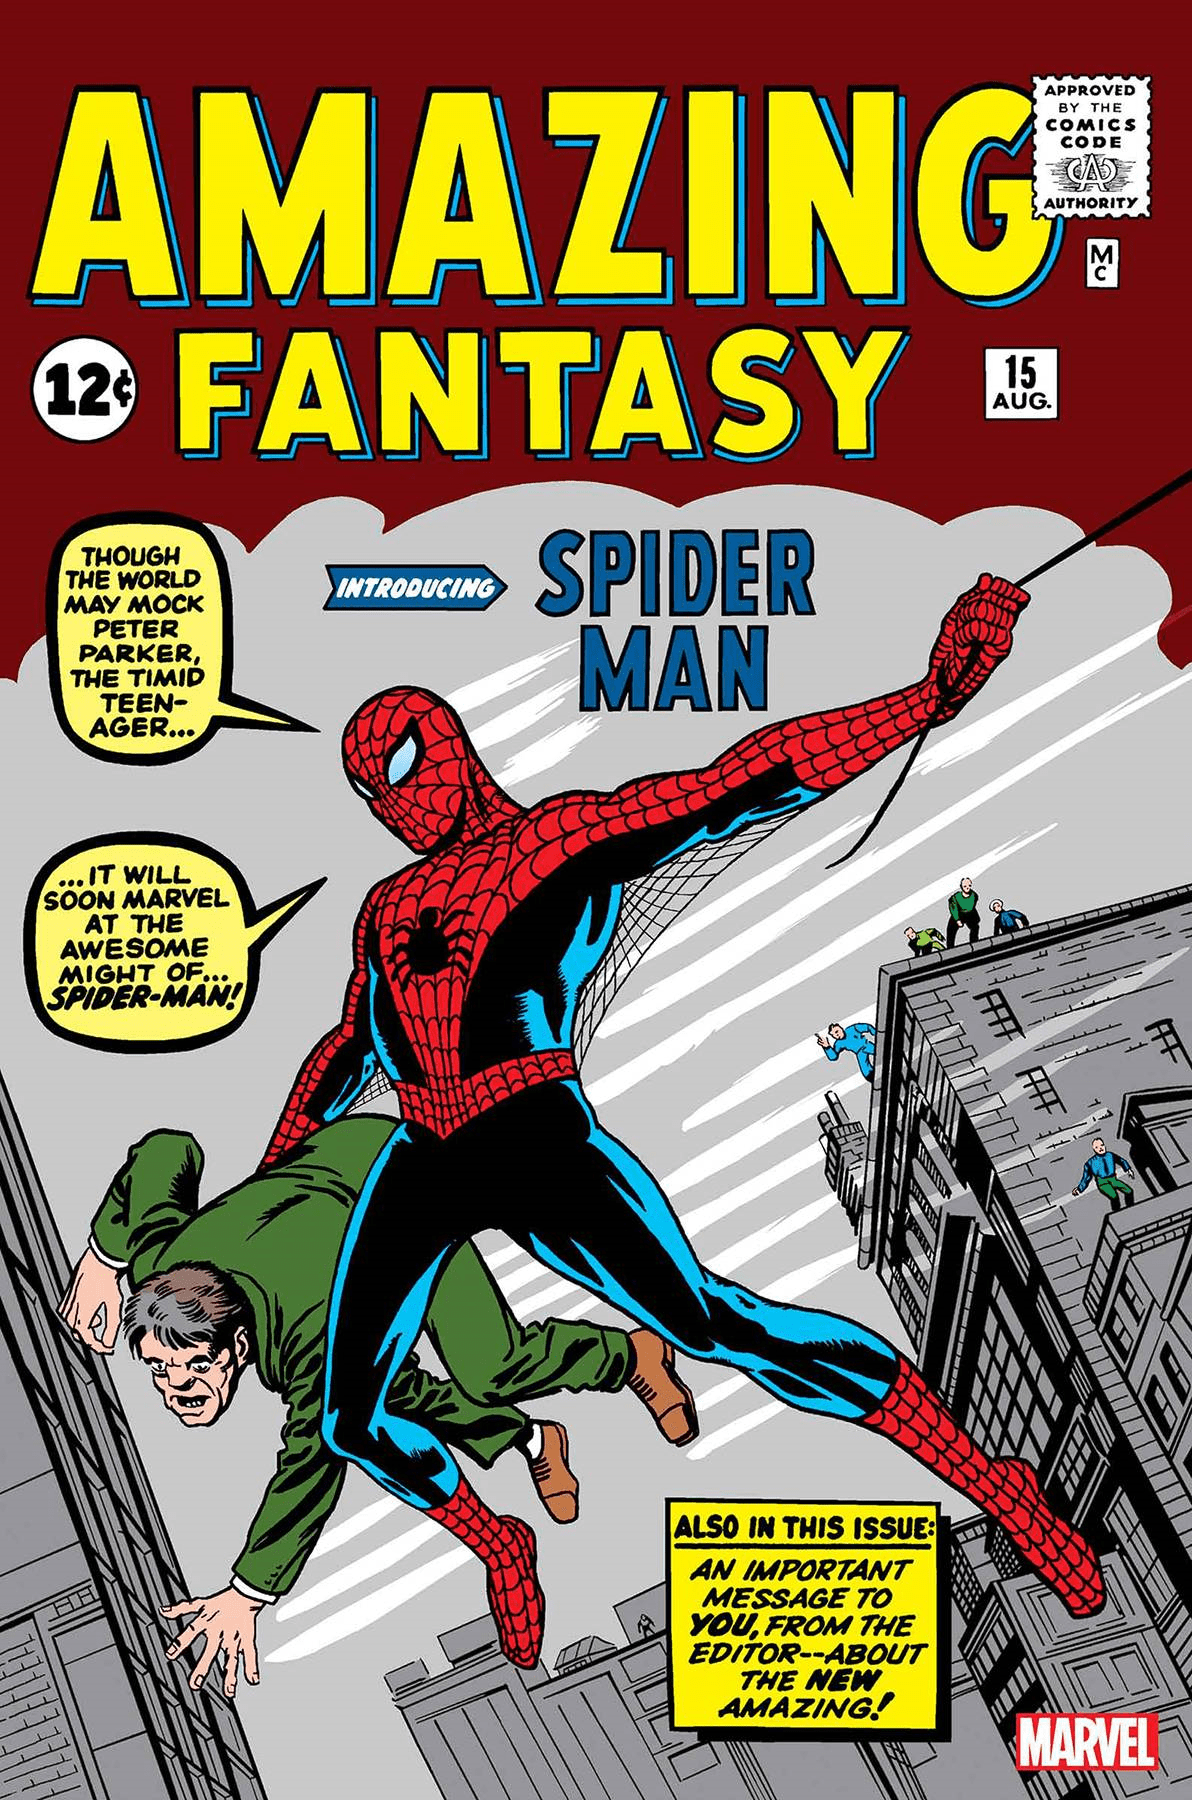 AMAZING
APPROVED
BY THE
COMICS
CODE
CA
AUTHORITY
M
C
12¢
FANTASY
15
AUG.
THOUGH
THE WORLD
MAY MOCK
PETER
PARKER,
THE TIMID
TEEN-
AGER...
INTRODUCING
SPIDER
MAN
...IT WILL
SOON MARVEL
AT THE
AWESOME
MIGHT OF...
SPIDER-MAN!
ALSO IN THIS ISSUE:
AN IMPORTANT
MESSAGE TO
YOU, FROM THE
EDITOR--ABOUT
THE NEW
AMAZING!
MARVEL